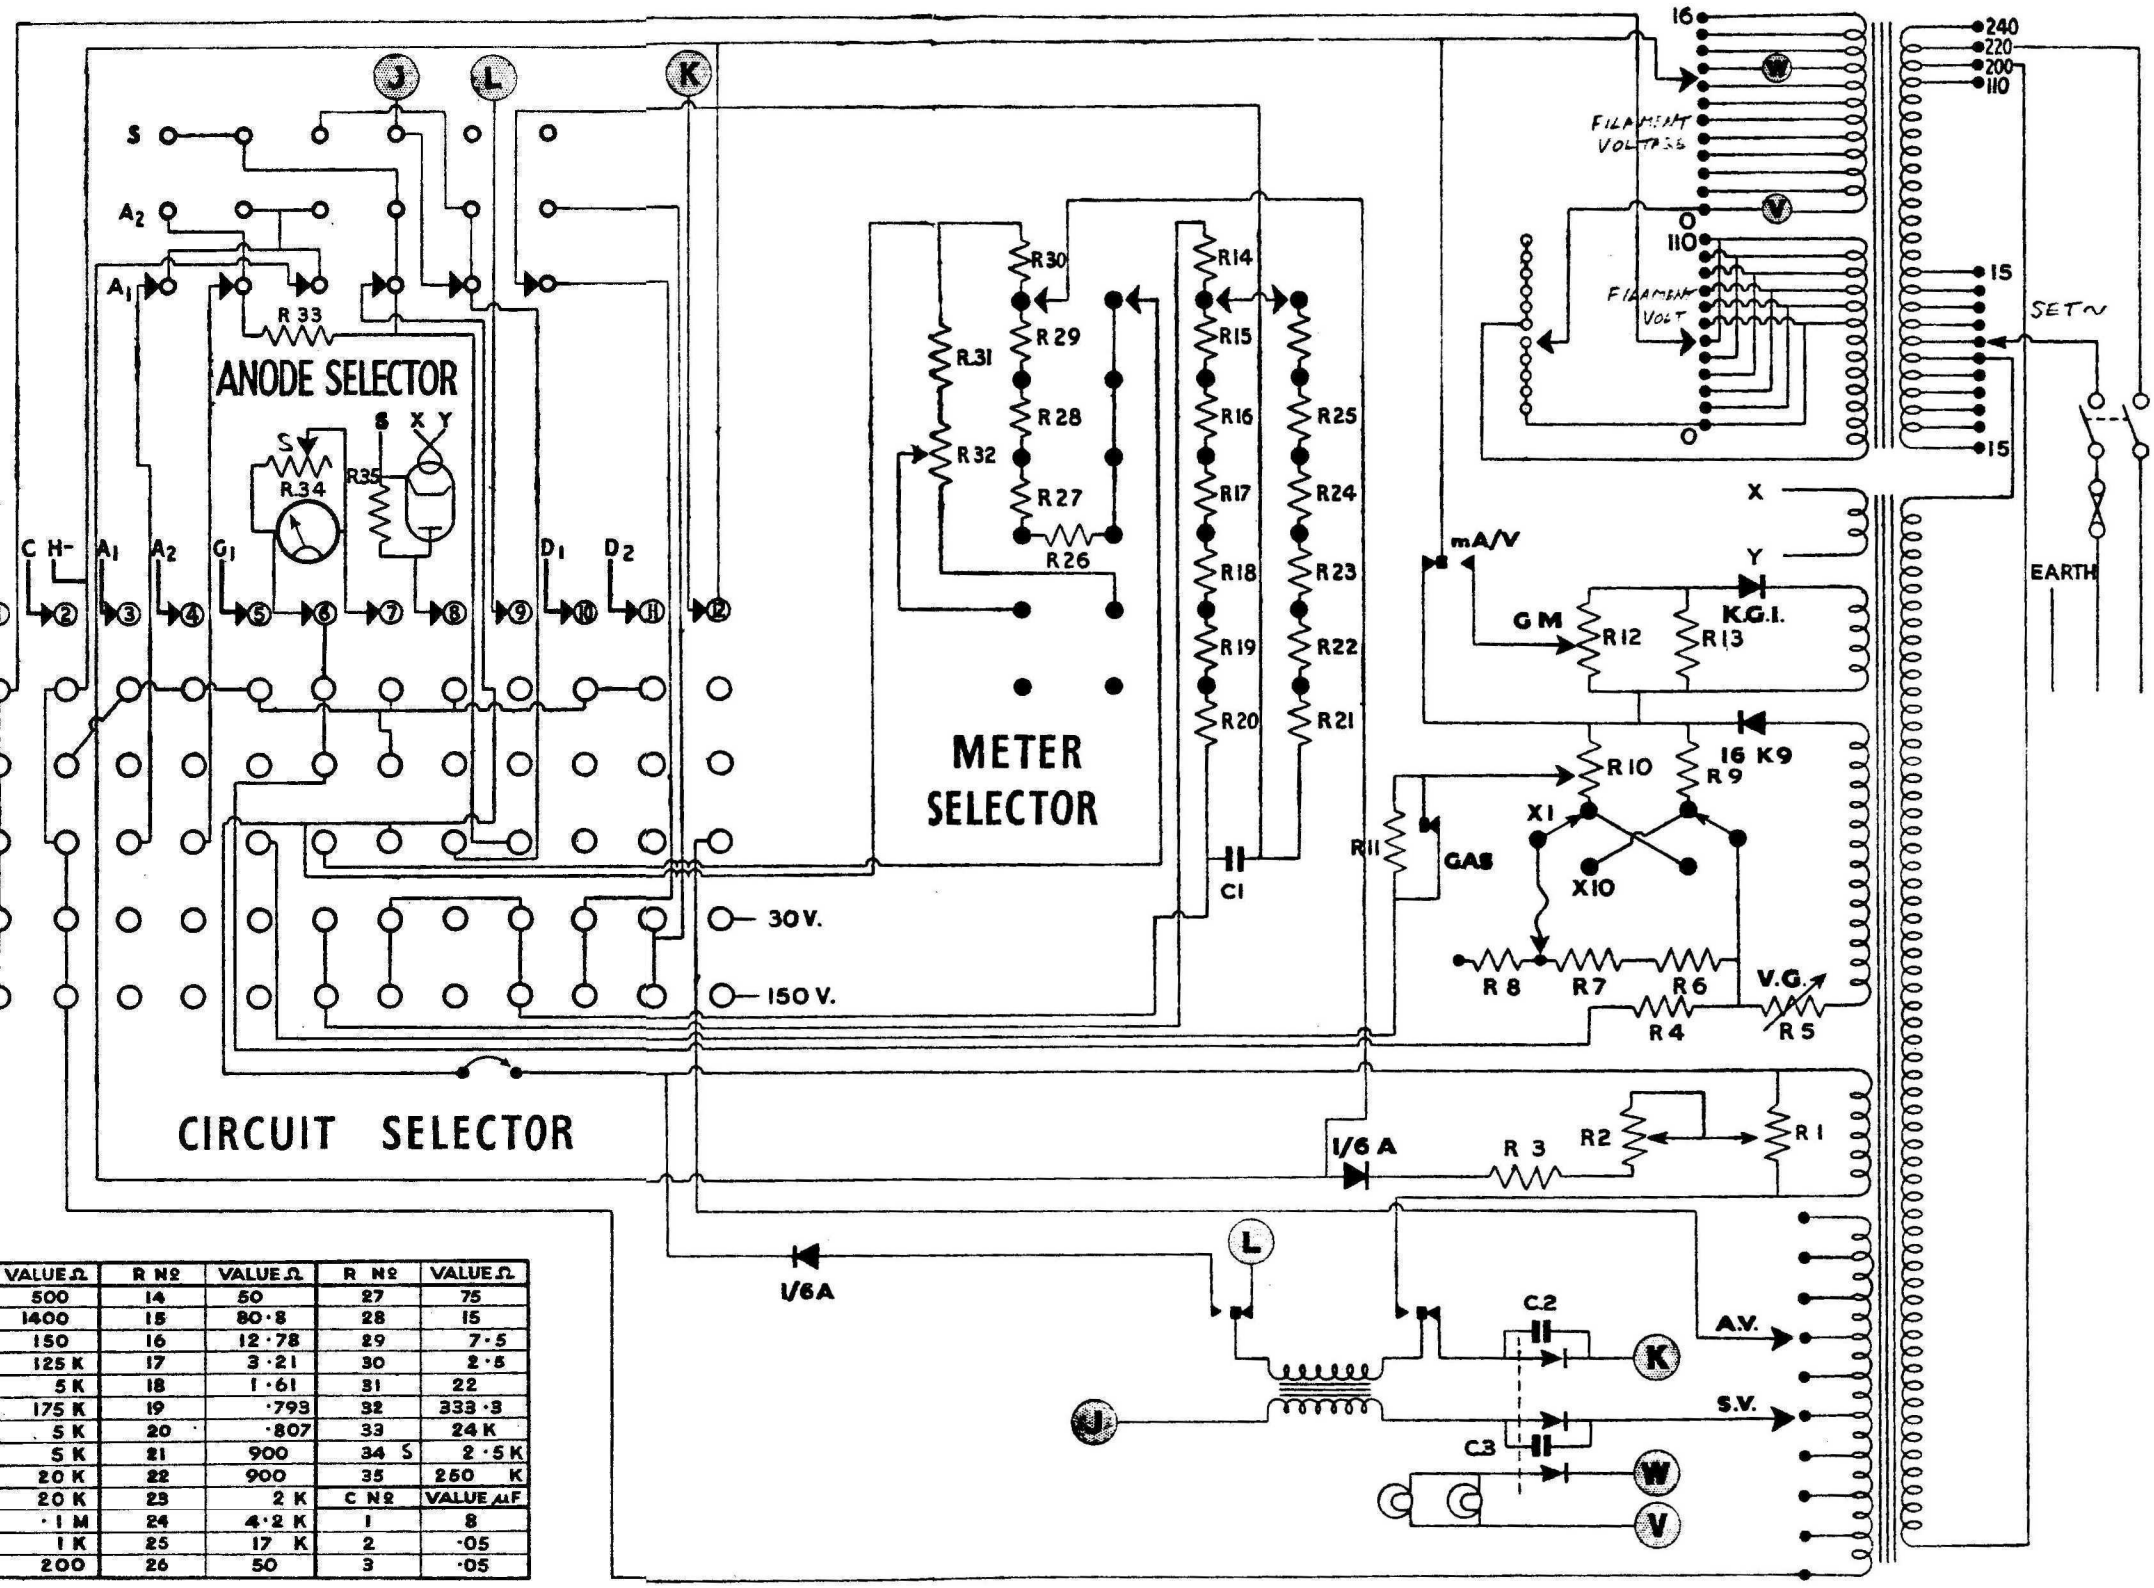 16
240
220
200
110
J
L
K
W
S
FILAMENT
VOLTAGE
A2
V
O
110
R30
R14
15
A1
FILAMENT
VOLT
SET ~
R 33
R29
R15
ANODE SELECTOR
R31
R28
R16
R25
S
S X Y
O
R32
15
R35
R34
R27
R17
R24
X
C H- A1 A2 G1 D1 D2
R26
mA/V
Y
R18
R23
EARTH
2 3 4 5 6 7 8 9 10 11 12
GM
R12
R13
K.G.1.
R19
R22
R20
R21
METER
SELECTOR
R10
R9
16 K9
X1
R11
GAS
X10
C1
30V.
150V.
R8
R7
R6
V.G.
R4
R5
CIRCUIT SELECTOR
1/6 A
R 3
R2
R1
L
1/6A
C.2
A.V.
K
S.V.
J
C.3
W
V
VALUE Ω R Nº VALUE Ω R Nº VALUE Ω
500 14 50 27 75
1400 15 80·8 28 15
150 16 12·78 29 7·5
125 K 17 3·21 30 2·5
5 K 18 1·61 31 22
175 K 19 ·793 32 333·3
5 K 20 ·807 33 24 K
5 K 21 900 34 S 2·5 K
20 K 22 900 35 250 K
20 K 23 2 K C Nº VALUE µF
·1 M 24 4·2 K 1 8
1 K 25 17 K 2 ·05
200 26 50 3 ·05